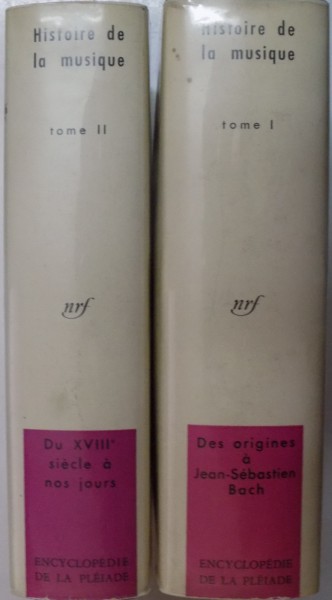 Histoire de
la musique
tome II
nrf
Du XVIIIe
siècle à
nos jours
ENCYCLOPÉDIE
DE LA PLÉIADE
Histoire de
la musique
tome I
nrf
Des origines
à
Jean-Sébastien
Bach
ENCYCLOPÉDIE
DE LA PLÉIADE